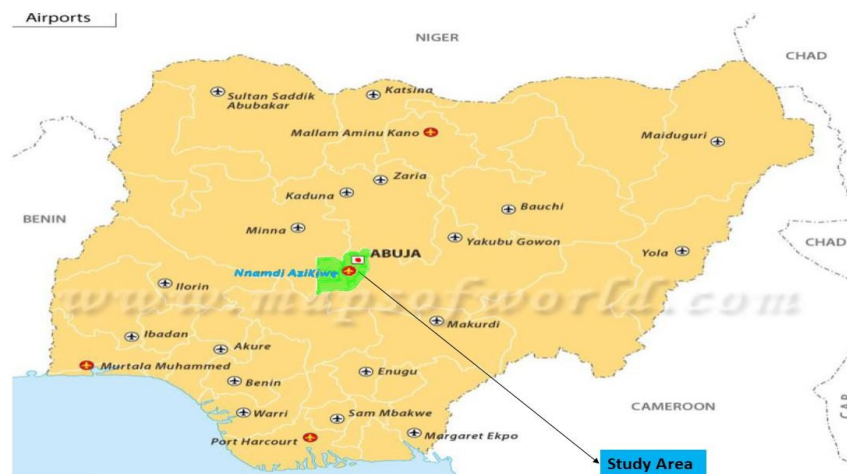 Airports
NIGER
CHAD
Sultan Saddik
Abubakar
Katsina
Mallam Aminu Kano
Maiduguri
Zaria
Kaduna
BENIN
Bauchi
Minna
Yakubu Gowon
CHAD
ABUJA
Yola
Nnamdi Azikiwe
Ilorin
www.mapsofworld.com
Makurdi
Ibadan
Akure
Murtala Muhammed
Enugu
Benin
CAMEROON
Warri
Sam Mbakwe
Port Harcourt
Margaret Ekpo
Study Area